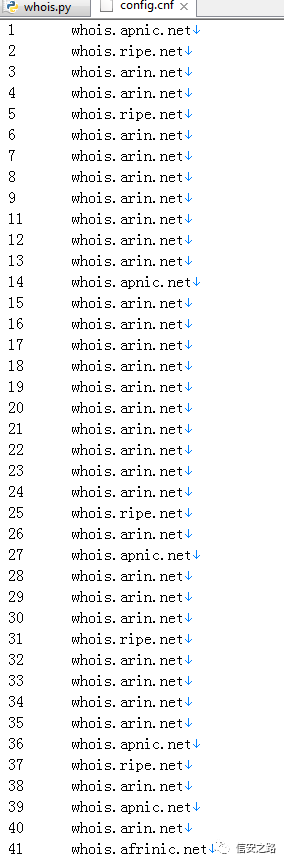 whois.py config.cnf ×
1 whois.apnic.net↓
2 whois.ripe.net↓
3 whois.arin.net↓
4 whois.arin.net↓
5 whois.ripe.net↓
6 whois.arin.net↓
7 whois.arin.net↓
8 whois.arin.net↓
9 whois.arin.net↓
11 whois.arin.net↓
12 whois.arin.net↓
13 whois.arin.net↓
14 whois.apnic.net↓
15 whois.arin.net↓
16 whois.arin.net↓
17 whois.arin.net↓
18 whois.arin.net↓
19 whois.arin.net↓
20 whois.arin.net↓
21 whois.arin.net↓
22 whois.arin.net↓
23 whois.arin.net↓
24 whois.arin.net↓
25 whois.ripe.net↓
26 whois.arin.net↓
27 whois.apnic.net↓
28 whois.arin.net↓
29 whois.arin.net↓
30 whois.arin.net↓
31 whois.ripe.net↓
32 whois.arin.net↓
33 whois.arin.net↓
34 whois.arin.net↓
35 whois.arin.net↓
36 whois.apnic.net↓
37 whois.ripe.net↓
38 whois.arin.net↓
39 whois.apnic.net↓
40 whois.arin.net↓
41 whois.afrinic.net↓
信安之路